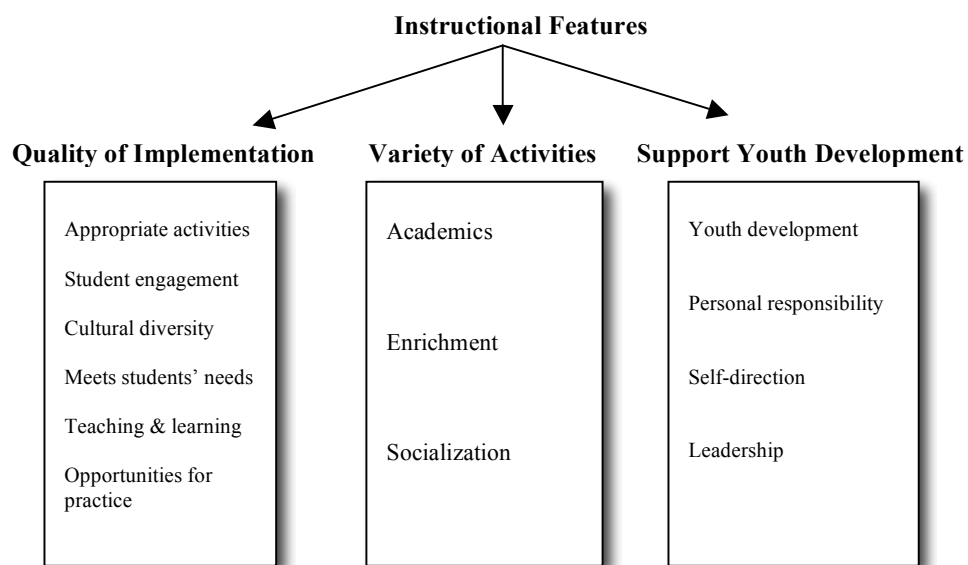 Instructional Features
Quality of Implementation
Appropriate activities
Student engagement
Cultural diversity
Meets students’ needs
Teaching & learning
Opportunities for
practice
Variety of Activities
Academics
Enrichment
Socialization
Support Youth Development
Youth development
Personal responsibility
Self-direction
Leadership